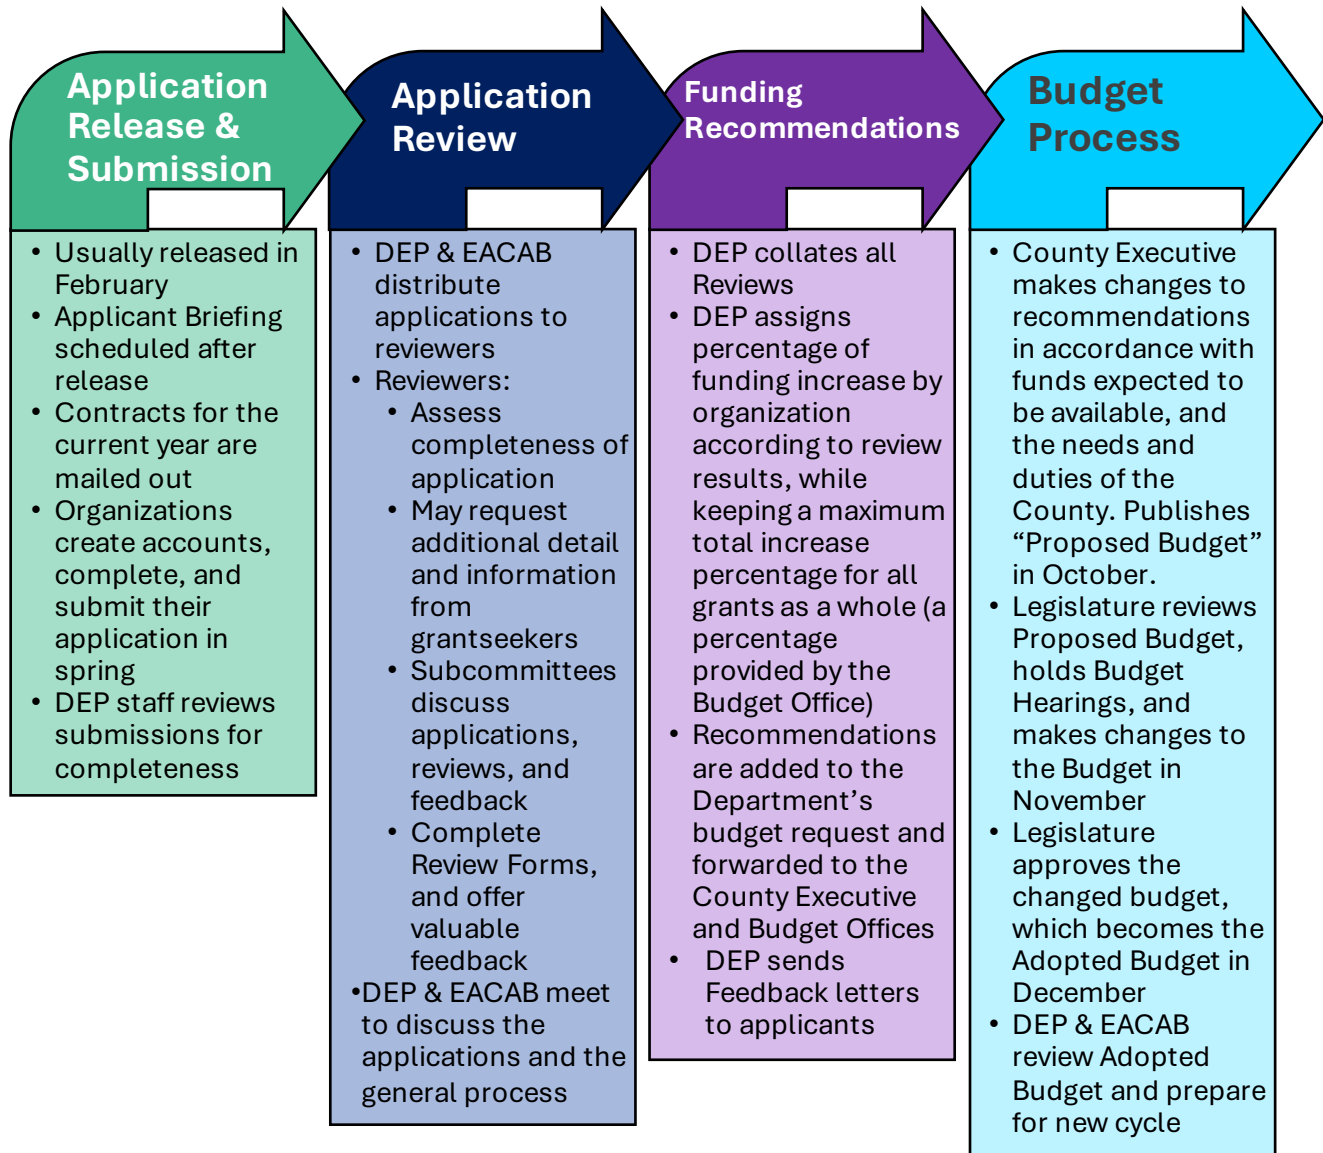 Application
Release &
Submission
• Usually released in
February
• Applicant Briefing
scheduled after
release
• Contracts for the
current year are
mailed out
• Organizations
create accounts,
complete, and
submit their
application in
spring
• DEP staff reviews
submissions for
completeness
Application
Review
• DEP & EACAB
distribute
applications to
reviewers
• Reviewers:
• Assess
completeness of
application
• May request
additional detail
and information
from
grantseekers
• Subcommittees
discuss
applications,
reviews, and
feedback
• Complete
Review Forms,
and offer
valuable
feedback
•DEP & EACAB meet
to discuss the
applications and the
general process
Funding
Recommendations
• DEP collates all
Reviews
• DEP assigns
percentage of
funding increase by
organization
according to review
results, while
keeping a maximum
total increase
percentage for all
grants as a whole (a
percentage
provided by the
Budget Office)
• Recommendations
are added to the
Department’s
budget request and
forwarded to the
County Executive
and Budget Offices
• DEP sends
Feedback letters
to applicants
Budget
Process
• County Executive
makes changes to
recommendations
in accordance with
funds expected to
be available, and
the needs and
duties of the
County. Publishes
“Proposed Budget”
in October.
• Legislature reviews
Proposed Budget,
holds Budget
Hearings, and
makes changes to
the Budget in
November
• Legislature
approves the
changed budget,
which becomes the
Adopted Budget in
December
• DEP & EACAB
review Adopted
Budget and prepare
for new cycle